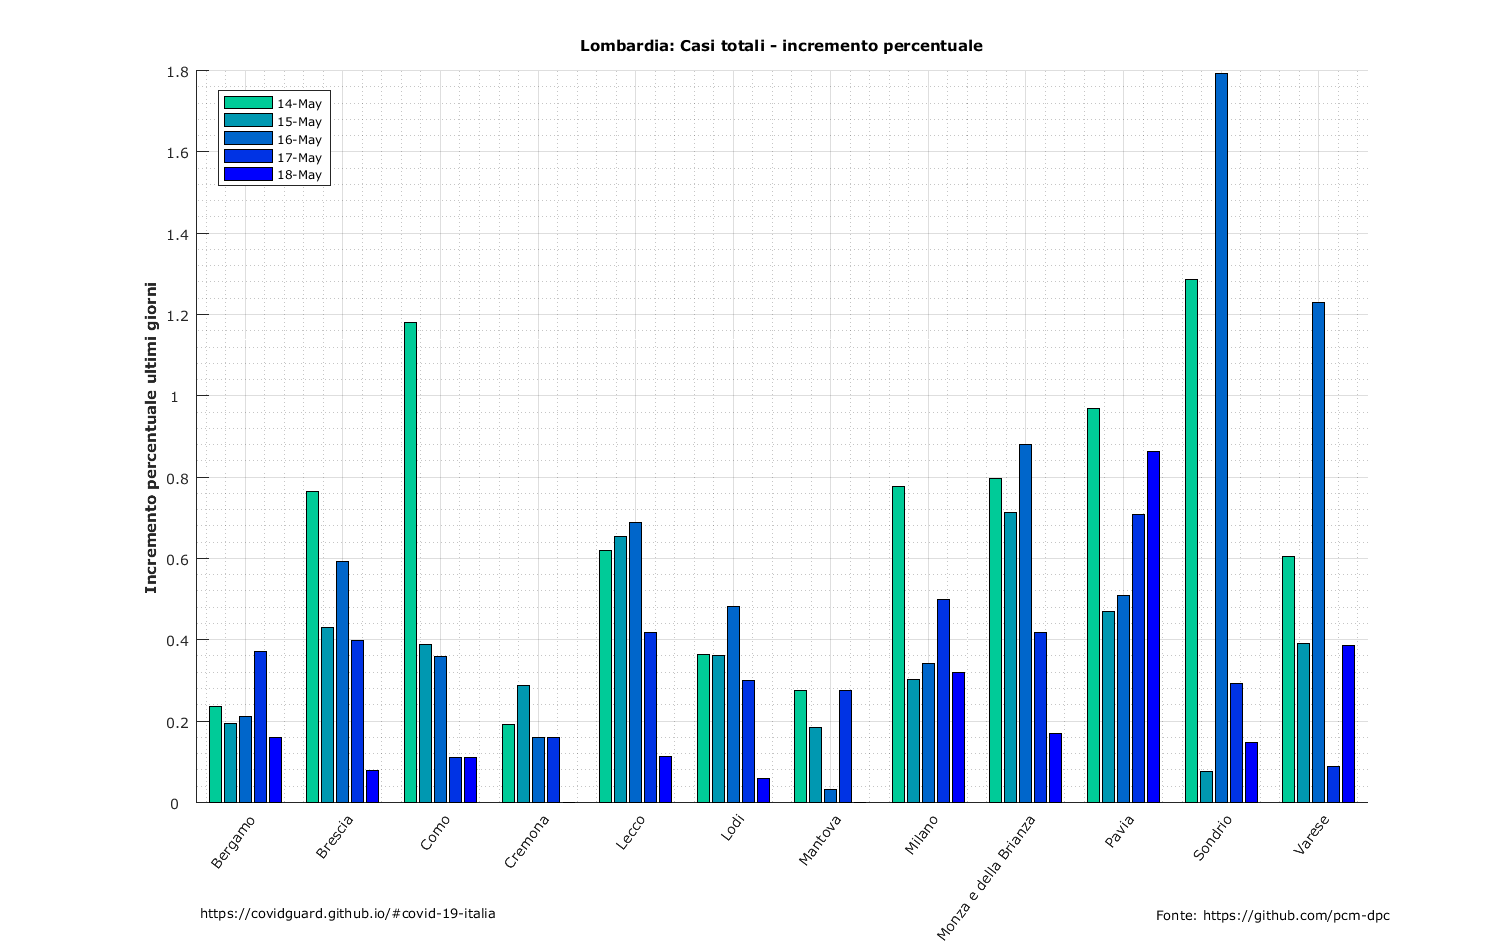 Lombardia: Casi totali - incremento percentuale
14-May
15-May
16-May
17-May
18-May
Incremento percentuale ultimi giorni
1.8
1.6
1.4
1.2
1
0.8
0.6
0.4
0.2
0
Bergamo
Brescia
Como
Cremona
Lecco
Lodi
Mantova
Milano
Monza e della Brianza
Pavia
Sondrio
Varese
https://covidguard.github.io/#covid-19-italia
Fonte: https://github.com/pcm-dpc